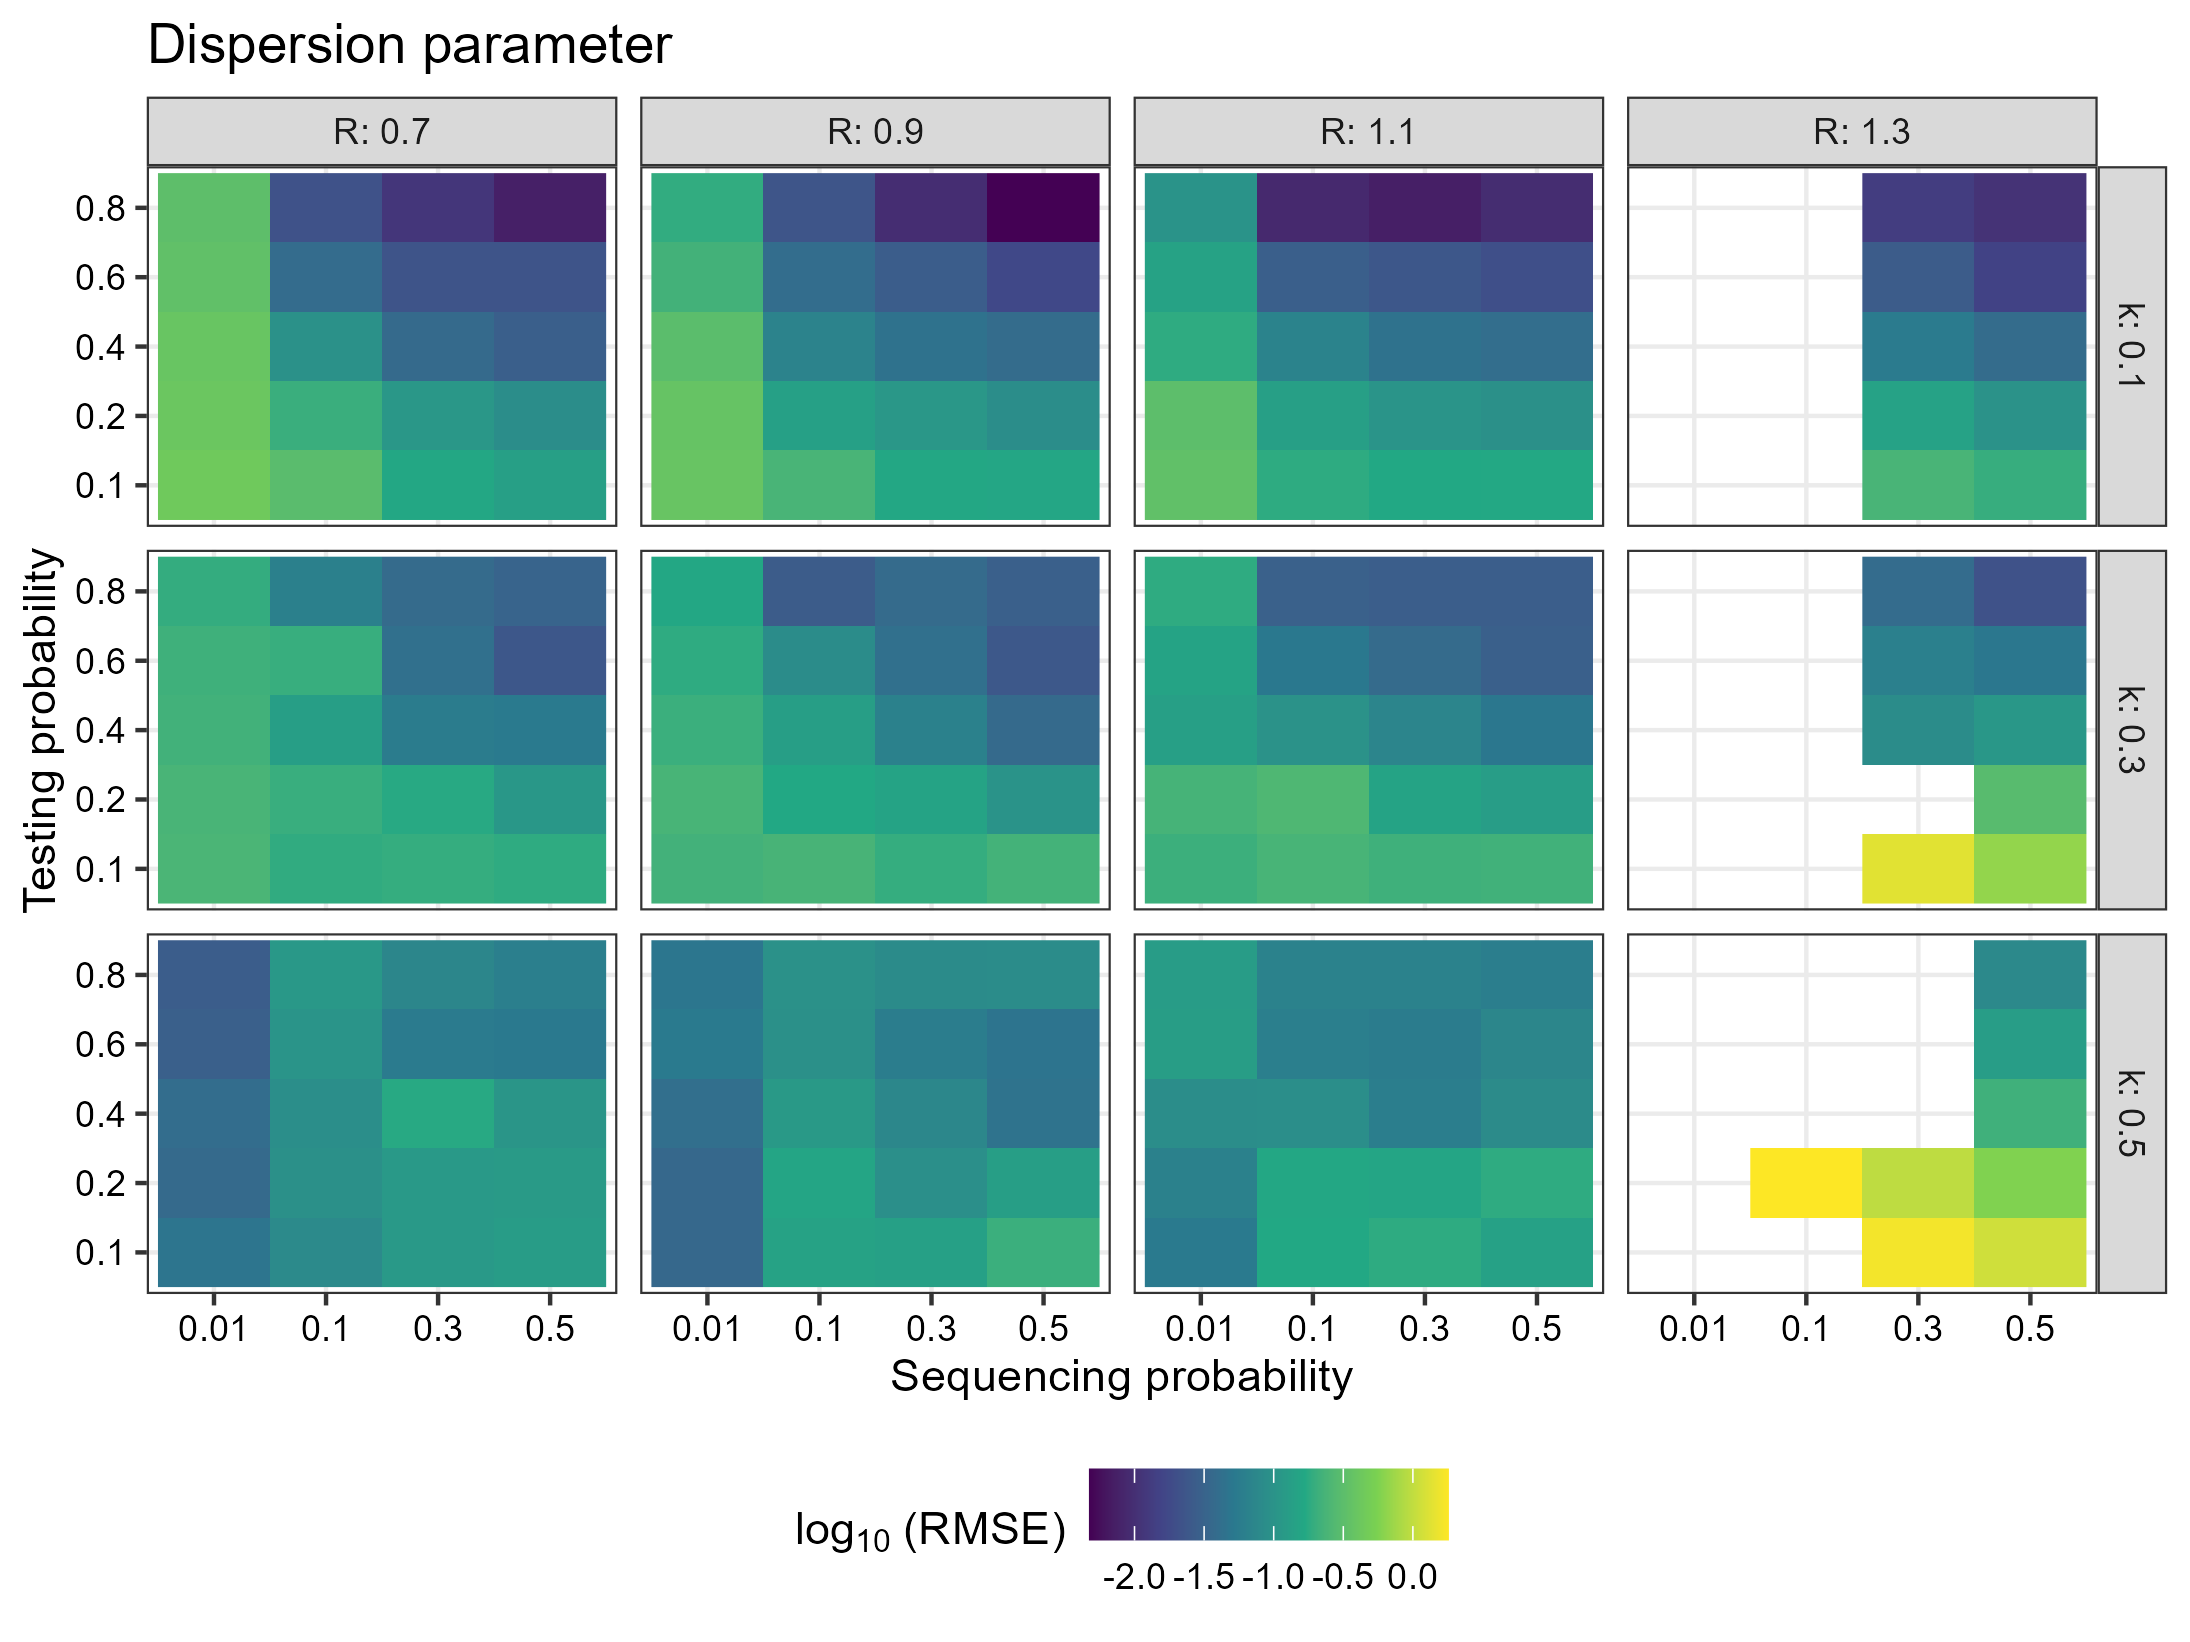 Dispersion parameter
R: 0.7 R: 0.9 R: 1.1 R: 1.3
0.8
0.6
0.4
0.2
0.1
k: 0.1
Testing probability
0.8
0.6
0.4
0.2
0.1
k: 0.3
0.8
0.6
0.4
0.2
0.1
k: 0.5
0.01 0.1 0.3 0.5 0.01 0.1 0.3 0.5 0.01 0.1 0.3 0.5 0.01 0.1 0.3 0.5
Sequencing probability
log₁₀ (RMSE)
-2.0 -1.5 -1.0 -0.5 0.0